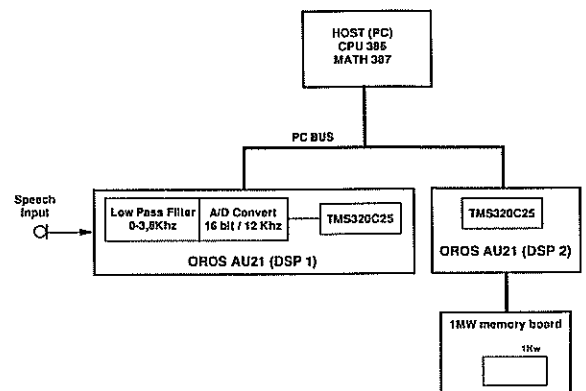 HOST (PC)
CPU 386
MATH 387
PC BUS
Speech
Input
Low Pass Filter
0-3,8Khz
A/D Convert
16 bit / 12 Khz
TMS320C25
OROS AU21 (DSP 1)
TMS320C25
OROS AU21 (DSP 2)
1MW memory board
1Kw